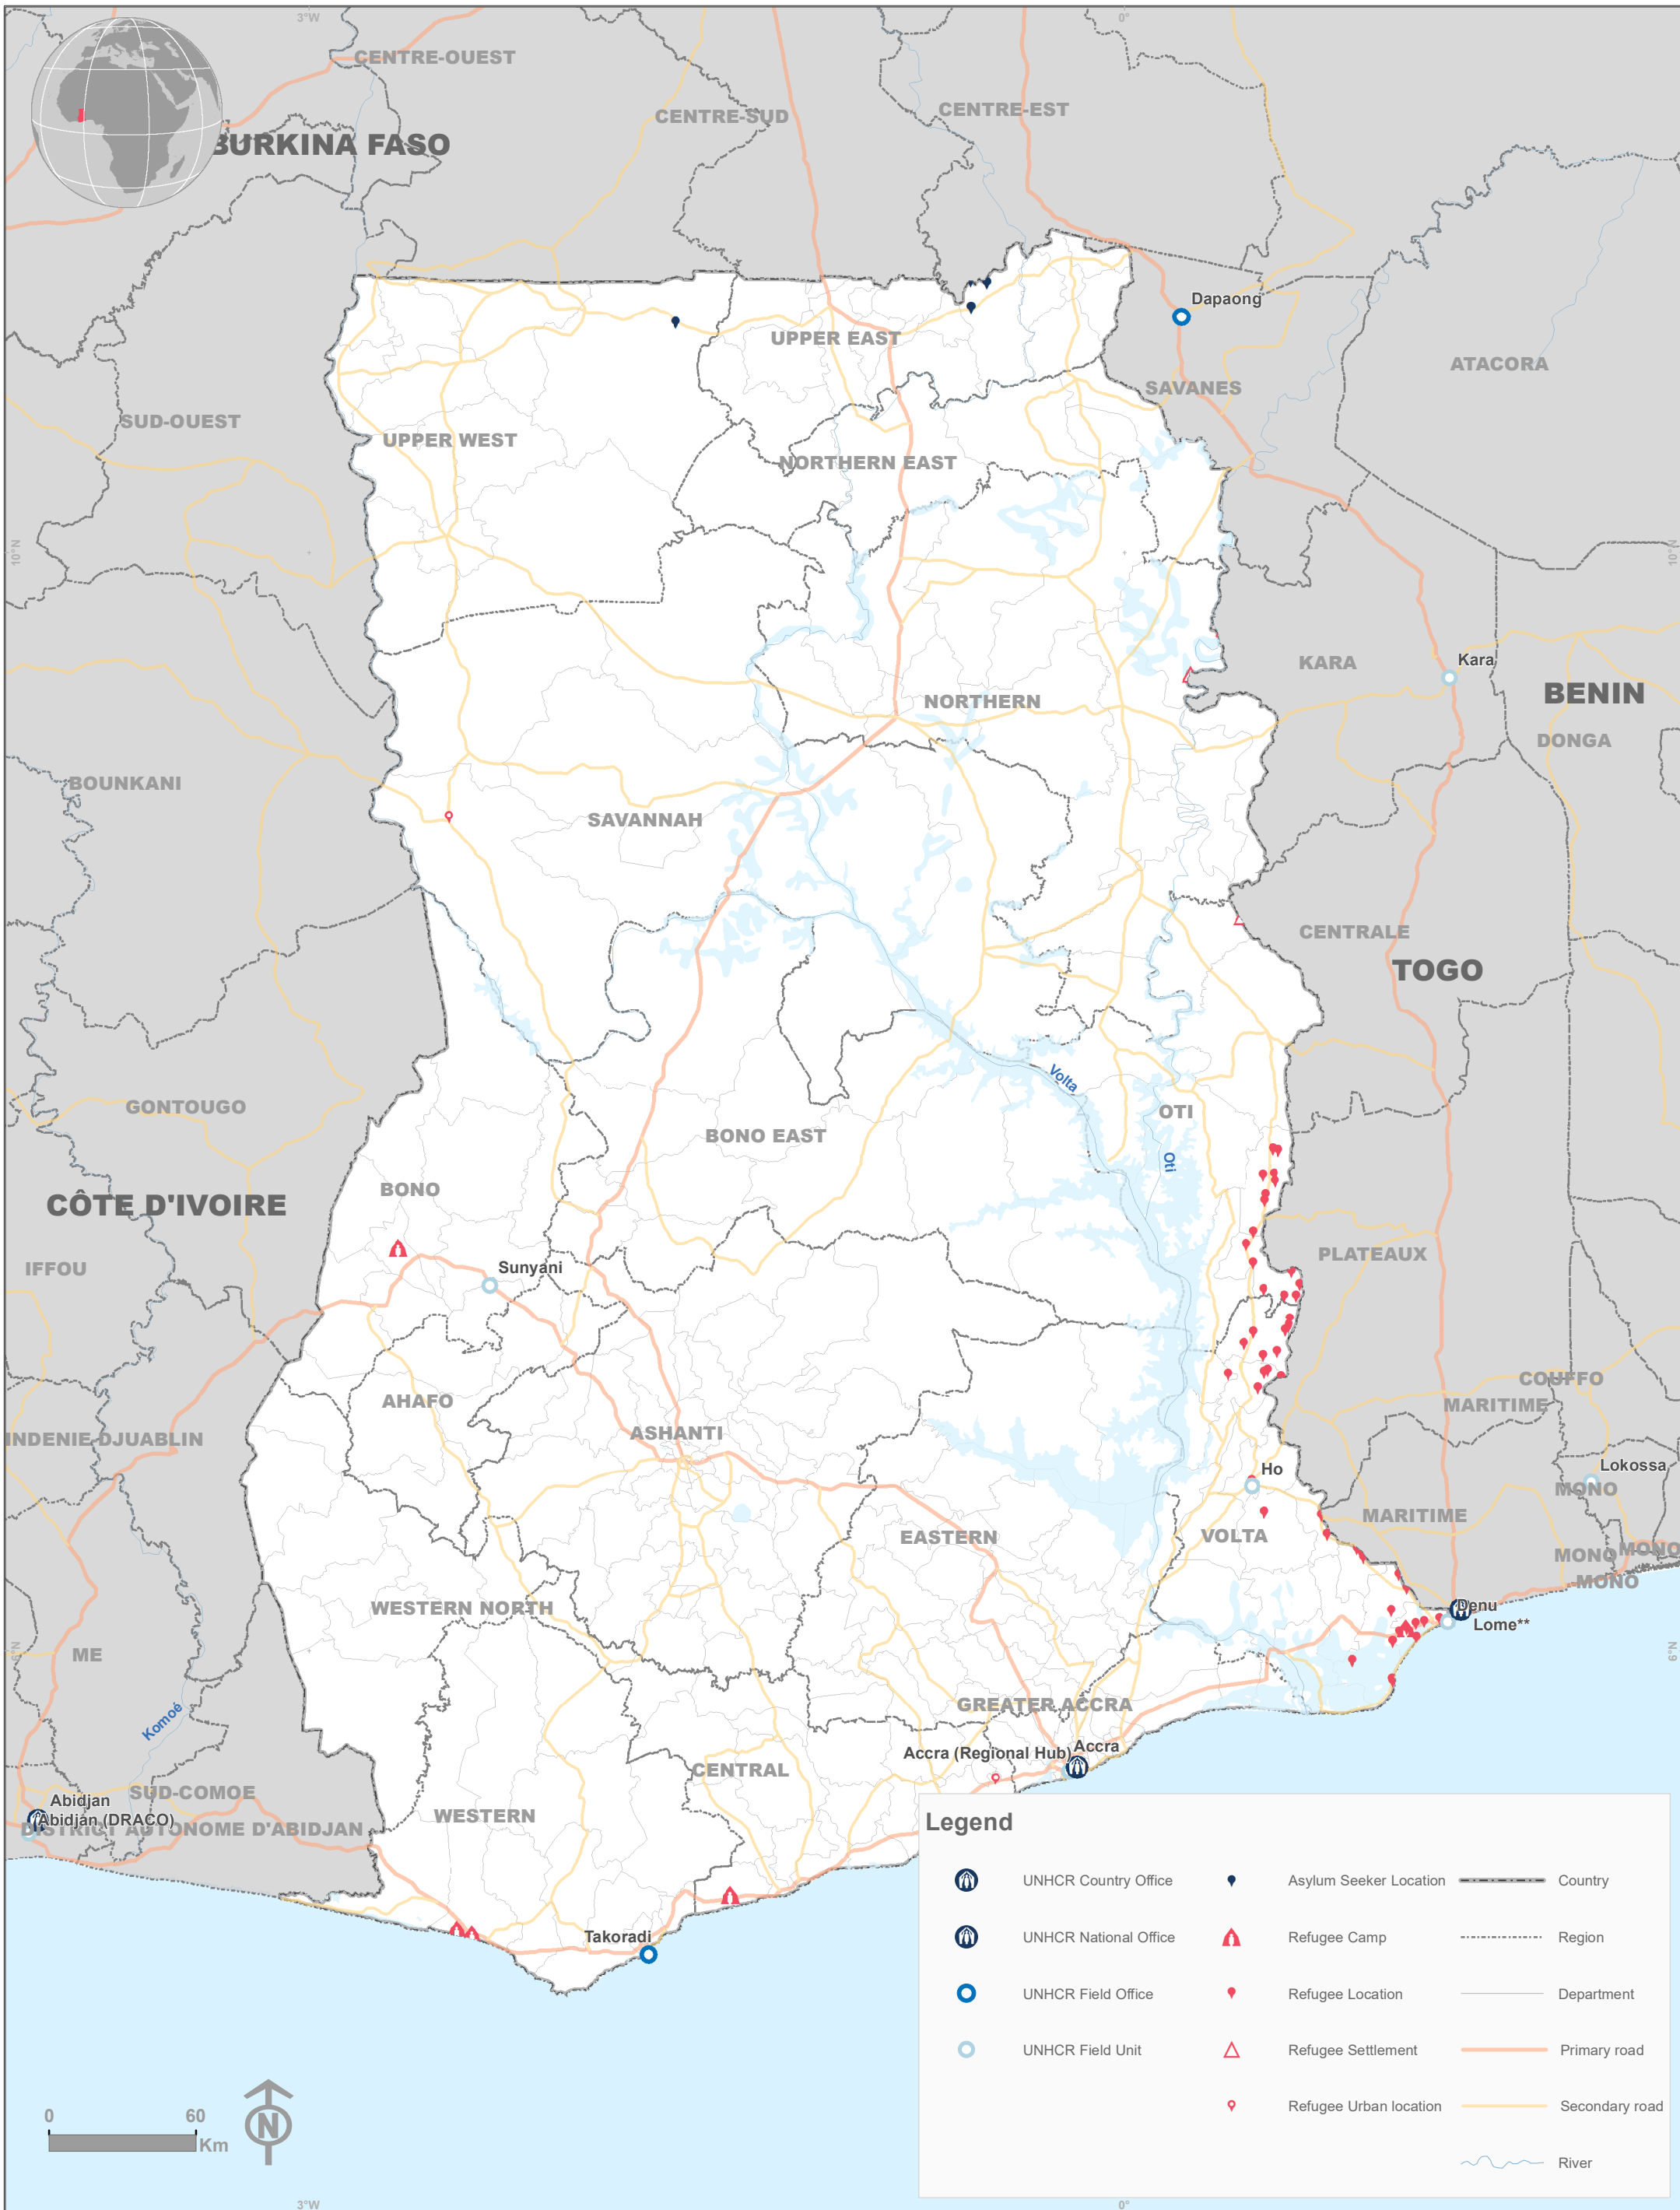 3°W
0°
CENTRE-OUEST
CENTRE-SUD
CENTRE-EST
BURKINA FASO
Dapaong
UPPER EAST
ATACORA
SAVANES
SUD-OUEST
UPPER WEST
NORTHERN EAST
10°N
10°N
KARA
Kara
BENIN
NORTHERN
DONGA
BOUNKANI
SAVANNAH
CENTRALE
TOGO
Volta
GONTOUGO
OTI
BONO EAST
Oti
BONO
CÔTE D'IVOIRE
PLATEAUX
IFFOU
Sunyani
COUFFO
AHAFO
MARITIME
ASHANTI
INDENIE-DJUABLIN
Ho
Lokossa
MONO
MARITIME
EASTERN
VOLTA
MONO
MONO
MONO
WESTERN NORTH
Denu
Lome**
ME
6°N
Komoé
GREATER ACCRA
Accra (Regional Hub)
Accra
CENTRAL
SUD-COMOE
Abidjan
Abidjan (DRACO)
WESTERN
DISTRICT AUTONOME D'ABIDJAN
Takoradi
Legend
UNHCR Country Office
Asylum Seeker Location
Country
UNHCR National Office
Refugee Camp
Region
UNHCR Field Office
Refugee Location
Department
UNHCR Field Unit
Refugee Settlement
Primary road
Refugee Urban location
Secondary road
River
0
60
Km
N
3°W
0°